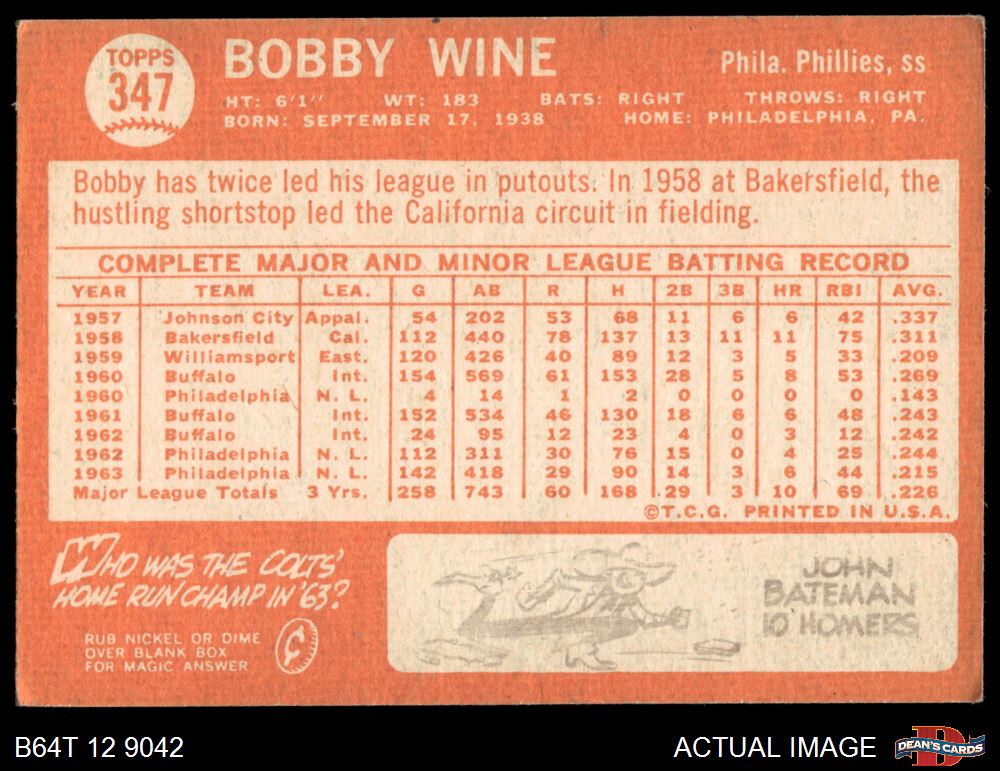 TOPPS
347
BOBBY WINE
Phila. Phillies, ss
HT: 6'1" WT: 183 BATS: RIGHT THROWS: RIGHT
BORN: SEPTEMBER 17, 1938 HOME: PHILADELPHIA, PA.
Bobby has twice led his league in putouts. In 1958 at Bakersfield, the
hustling shortstop led the California circuit in fielding.
COMPLETE MAJOR AND MINOR LEAGUE BATTING RECORD
YEAR TEAM LEA. G AB R H 2B 3B HR RBI AVG.
1957 Johnson City Appal. 54 202 53 68 11 6 6 42 .337
1958 Bakersfield Cal. 112 440 78 137 13 11 11 75 .311
1959 Williamsport East. 120 426 40 89 12 3 5 33 .209
1960 Buffalo Int. 154 569 61 153 28 5 8 53 .269
1960 Philadelphia N. L. 4 14 1 2 0 0 0 0 .143
1961 Buffalo Int. 152 534 46 130 18 6 6 48 .243
1962 Buffalo Int. 24 95 12 23 4 0 3 12 .242
1962 Philadelphia N. L. 112 311 30 76 15 0 4 25 .244
1963 Philadelphia N. L. 142 418 29 90 14 3 6 44 .215
Major League Totals 3 Yrs. 258 743 60 168 29 3 10 69 .226
©T.C.G. PRINTED IN U.S.A.
WHO WAS THE COLTS'
HOME RUN CHAMP IN '63?
RUB NICKEL OR DIME
OVER BLANK BOX
FOR MAGIC ANSWER
JOHN
BATEMAN
10 HOMERS
B64T 12 9042
ACTUAL IMAGE
DEAN'S CARDS